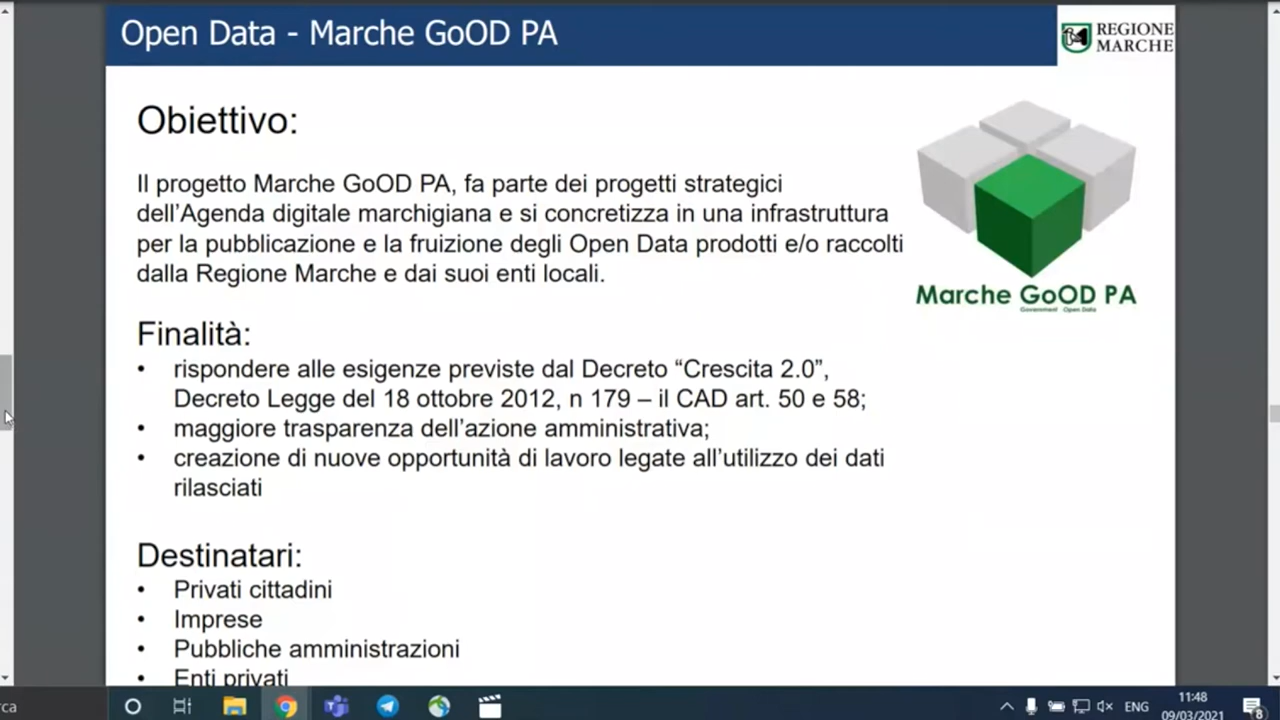 Open Data - Marche GoOD PA
REGIONE
MARCHE
Obiettivo:
Il progetto Marche GoOD PA, fa parte dei progetti strategici
dell'Agenda digitale marchigiana e si concretizza in una infrastruttura
per la pubblicazione e la fruizione degli Open Data prodotti e/o raccolti
dalla Regione Marche e dai suoi enti locali.
Marche GoOD PA
Government Open Data
Finalità:
• rispondere alle esigenze previste dal Decreto “Crescita 2.0”,
Decreto Legge del 18 ottobre 2012, n 179 – il CAD art. 50 e 58;
• maggiore trasparenza dell'azione amministrativa;
• creazione di nuove opportunità di lavoro legate all'utilizzo dei dati
rilasciati
Destinatari:
• Privati cittadini
• Imprese
• Pubbliche amministrazioni
• Enti privati
rca
ENG
11:48
09/03/2021
8